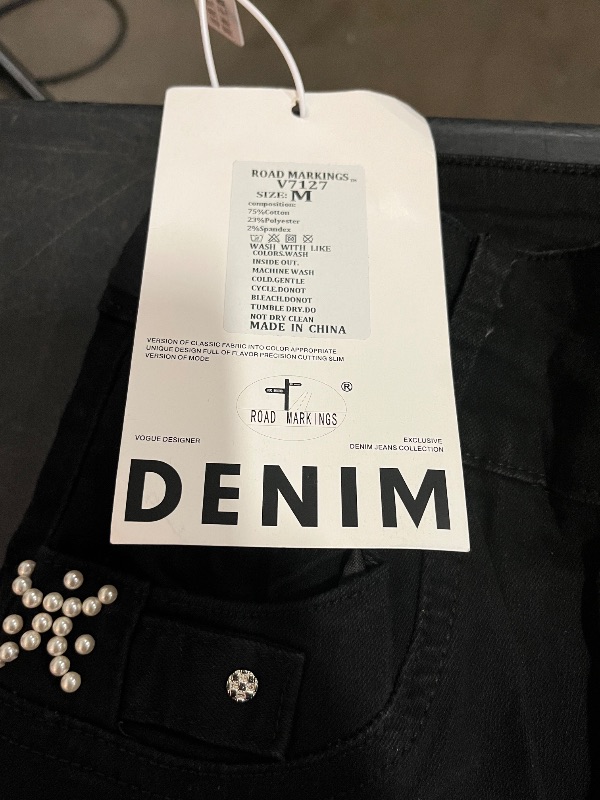 ROAD MARKINGS™
V7127
SIZE: M
composition:
75%Cotton
23%Polyester
2%Spandex
WASH WITH LIKE
COLORS.WASH
INSIDE OUT.
MACHINE WASH
COLD.GENTLE
CYCLE.DONOT
BLEACH.DONOT
TUMBLE DRY.DO
NOT DRY CLEAN
MADE IN CHINA
VERSION OF CLASSIC FABRIC INTO COLOR APPROPRIATE
UNIQUE DESIGN FULL OF FLAVOR PRECISION CUTTING SLIM
VERSION OF MODE
®
ROAD MARKINGS
VOGUE DESIGNER
EXCLUSIVE
DENIM JEANS COLLECTION
DENIM